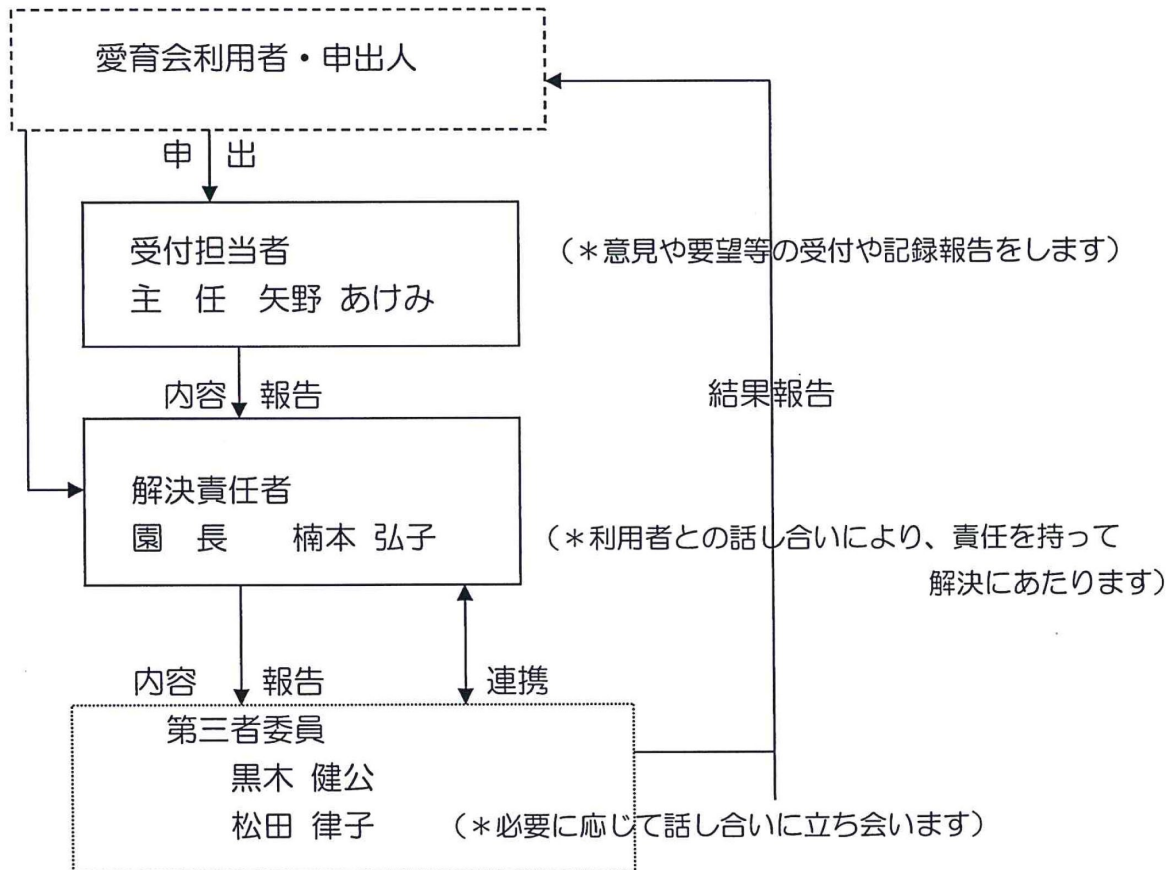 愛育会利用者・申出人
申 出
受付担当者
主 任 矢野 あけみ
（＊意見や要望等の受付や記録報告をします）
内容 報告
結果報告
解決責任者
園 長 楠本 弘子
（＊利用者との話し合いにより、責任を持って
解決にあたります）
内容 報告
連携
第三者委員
黒木 健公
松田 律子
（＊必要に応じて話し合いに立ち会います）